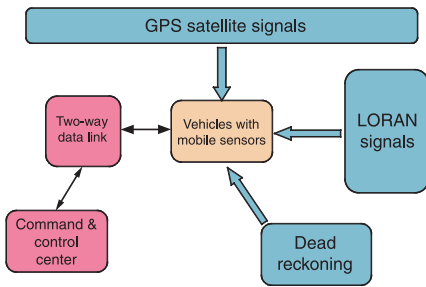 GPS satellite signals
Two-way
data link
Vehicles with
mobile sensors
LORAN
signals
Command &
control
center
Dead
reckoning